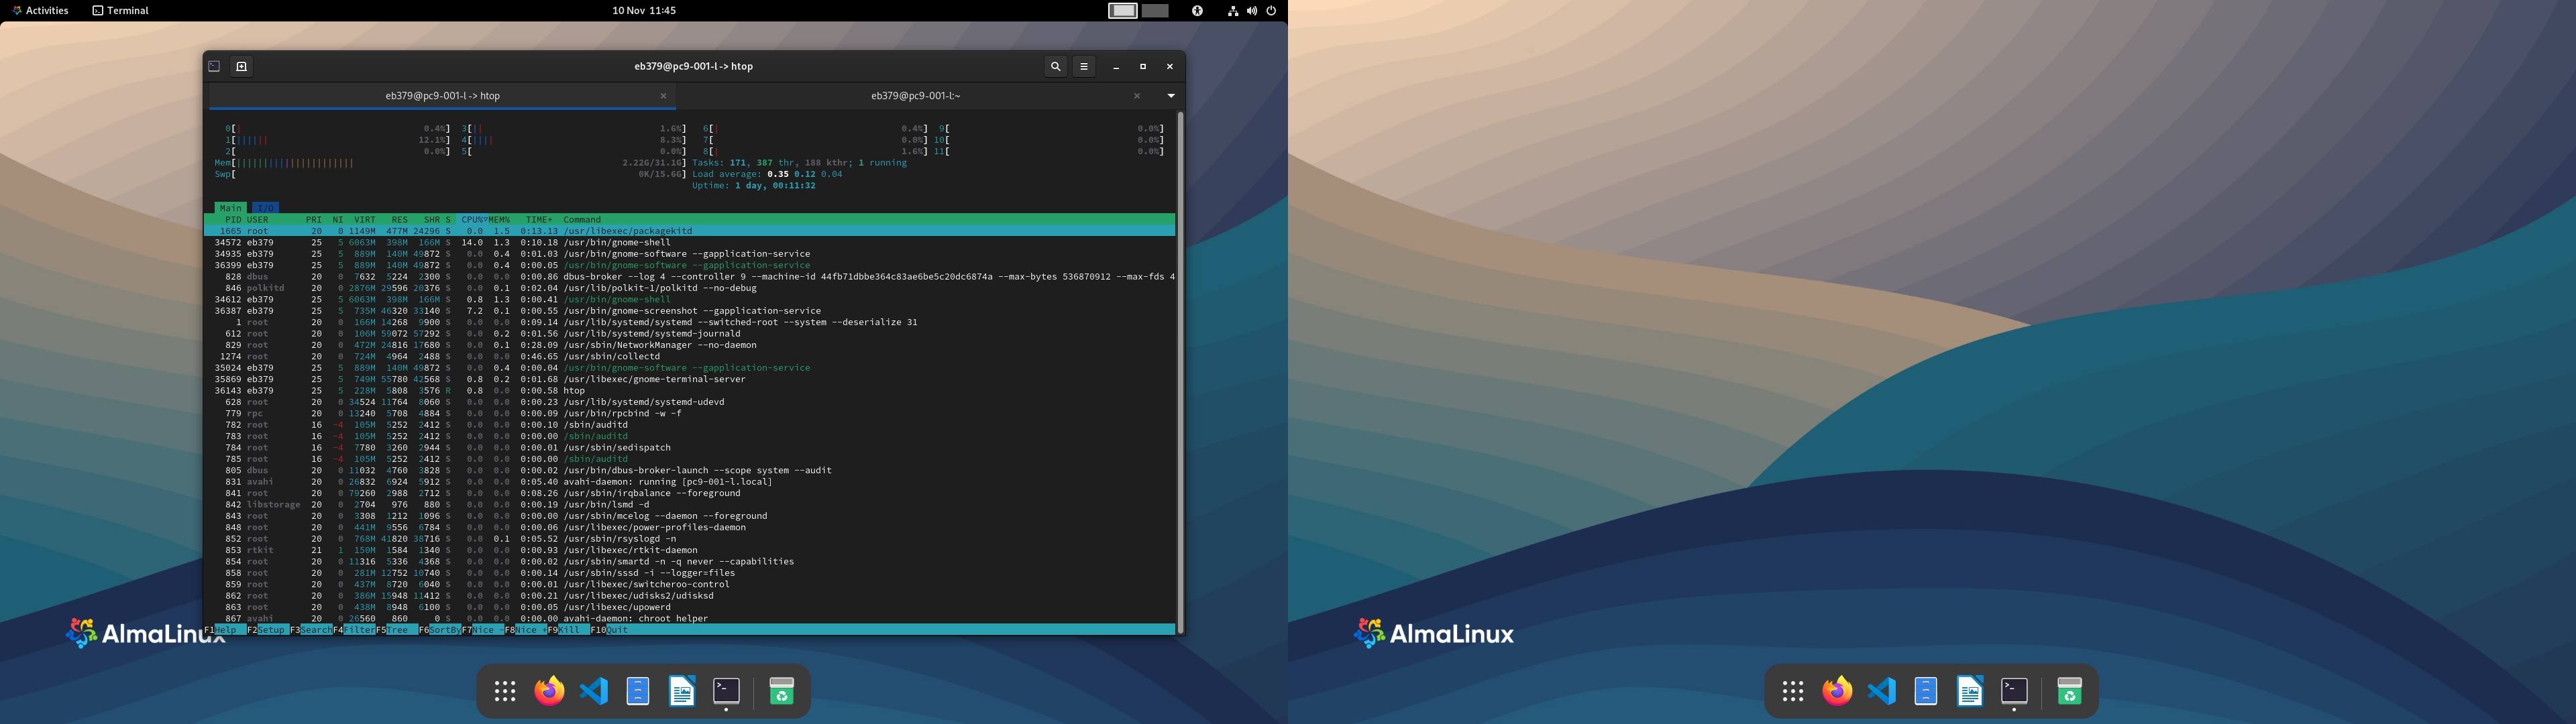 Activities Terminal 10 Nov 11:45
eb379@pc9-001-l -> htop
eb379@pc9-001-l -> htop eb379@pc9-001-l:~
0[| 0.4%] 3[|| 1.6%] 6[| 0.4%] 9[ 0.0%]
1[|||||| 12.1%] 4[|||| 8.3%] 7[ 0.0%] 10[ 0.0%]
2[ 0.0%] 5[ 0.0%] 8[| 1.6%] 11[ 0.0%]
Mem[|||||||||||||||||||||| 2.22G/31.1G] Tasks: 171, 387 thr, 188 kthr; 1 running
Swp[ 0K/15.6G] Load average: 0.35 0.12 0.04
Uptime: 1 day, 00:11:32
Main I/O
PID USER PRI NI VIRT RES SHR S CPU%▽MEM% TIME+ Command
1665 root 20 0 1149M 477M 24296 S 0.0 1.5 0:13.13 /usr/libexec/packagekitd
34572 eb379 25 5 6063M 398M 166M S 14.0 1.3 0:10.18 /usr/bin/gnome-shell
34935 eb379 25 5 889M 140M 49872 S 0.0 0.4 0:01.03 /usr/bin/gnome-software --gapplication-service
36399 eb379 25 5 889M 140M 49872 S 0.0 0.4 0:00.05 /usr/bin/gnome-software --gapplication-service
828 dbus 20 0 7632 5224 2300 S 0.0 0.0 0:00.86 dbus-broker --log 4 --controller 9 --machine-id 44fb71dbbe364c83ae6be5c20dc6874a --max-bytes 536870912 --max-fds 4
846 polkitd 20 0 2876M 29596 20376 S 0.0 0.1 0:02.04 /usr/lib/polkit-1/polkitd --no-debug
34612 eb379 25 5 6063M 398M 166M S 0.8 1.3 0:00.41 /usr/bin/gnome-shell
36387 eb379 25 5 735M 46320 33140 S 7.2 0.1 0:00.55 /usr/bin/gnome-screenshot --gapplication-service
1 root 20 0 166M 14268 9900 S 0.0 0.0 0:09.14 /usr/lib/systemd/systemd --switched-root --system --deserialize 31
612 root 20 0 106M 59072 57292 S 0.0 0.2 0:01.56 /usr/lib/systemd/systemd-journald
829 root 20 0 472M 24816 17680 S 0.0 0.1 0:28.09 /usr/sbin/NetworkManager --no-daemon
1274 root 20 0 724M 4964 2488 S 0.0 0.0 0:46.65 /usr/sbin/collectd
35024 eb379 25 5 889M 140M 49872 S 0.0 0.4 0:00.04 /usr/bin/gnome-software --gapplication-service
35869 eb379 25 5 749M 55780 42568 S 0.8 0.2 0:01.68 /usr/libexec/gnome-terminal-server
36143 eb379 25 5 228M 5808 3576 R 0.8 0.0 0:00.58 htop
628 root 20 0 34524 11764 8060 S 0.0 0.0 0:00.23 /usr/lib/systemd/systemd-udevd
779 rpc 20 0 13240 5708 4884 S 0.0 0.0 0:00.09 /usr/bin/rpcbind -w -f
782 root 16 -4 105M 5252 2412 S 0.0 0.0 0:00.10 /sbin/auditd
783 root 16 -4 105M 5252 2412 S 0.0 0.0 0:00.00 /sbin/auditd
784 root 16 -4 7780 3260 2944 S 0.0 0.0 0:00.01 /usr/sbin/sedispatch
785 root 16 -4 105M 5252 2412 S 0.0 0.0 0:00.00 /sbin/auditd
805 dbus 20 0 11032 4760 3828 S 0.0 0.0 0:00.02 /usr/bin/dbus-broker-launch --scope system --audit
831 avahi 20 0 26832 6924 5912 S 0.0 0.0 0:05.40 avahi-daemon: running [pc9-001-l.local]
841 root 20 0 79260 2988 2712 S 0.0 0.0 0:08.26 /usr/sbin/irqbalance --foreground
842 libstorage 20 0 2704 976 880 S 0.0 0.0 0:00.19 /usr/bin/lsmd -d
843 root 20 0 3308 1212 1096 S 0.0 0.0 0:00.00 /usr/sbin/mcelog --daemon --foreground
848 root 20 0 441M 9556 6784 S 0.0 0.0 0:00.06 /usr/libexec/power-profiles-daemon
852 root 20 0 768M 41820 38716 S 0.0 0.1 0:05.52 /usr/sbin/rsyslogd -n
853 rtkit 21 1 150M 1584 1340 S 0.0 0.0 0:00.93 /usr/libexec/rtkit-daemon
854 root 20 0 11316 5336 4368 S 0.0 0.0 0:00.02 /usr/sbin/smartd -n -q never --capabilities
858 root 20 0 281M 12752 10740 S 0.0 0.0 0:00.14 /usr/sbin/sssd -i --logger=files
859 root 20 0 437M 8720 6040 S 0.0 0.0 0:00.01 /usr/libexec/switcheroo-control
862 root 20 0 386M 15948 11412 S 0.0 0.0 0:00.21 /usr/libexec/udisks2/udisksd
863 root 20 0 438M 8948 6100 S 0.0 0.0 0:00.05 /usr/libexec/upowerd
867 avahi 20 0 26560 860 0 S 0.0 0.0 0:00.00 avahi-daemon: chroot helper
F1Help F2Setup F3SearchF4FilterF5Tree F6SortByF7Nice -F8Nice +F9Kill F10Quit
AlmaLinux
AlmaLinux